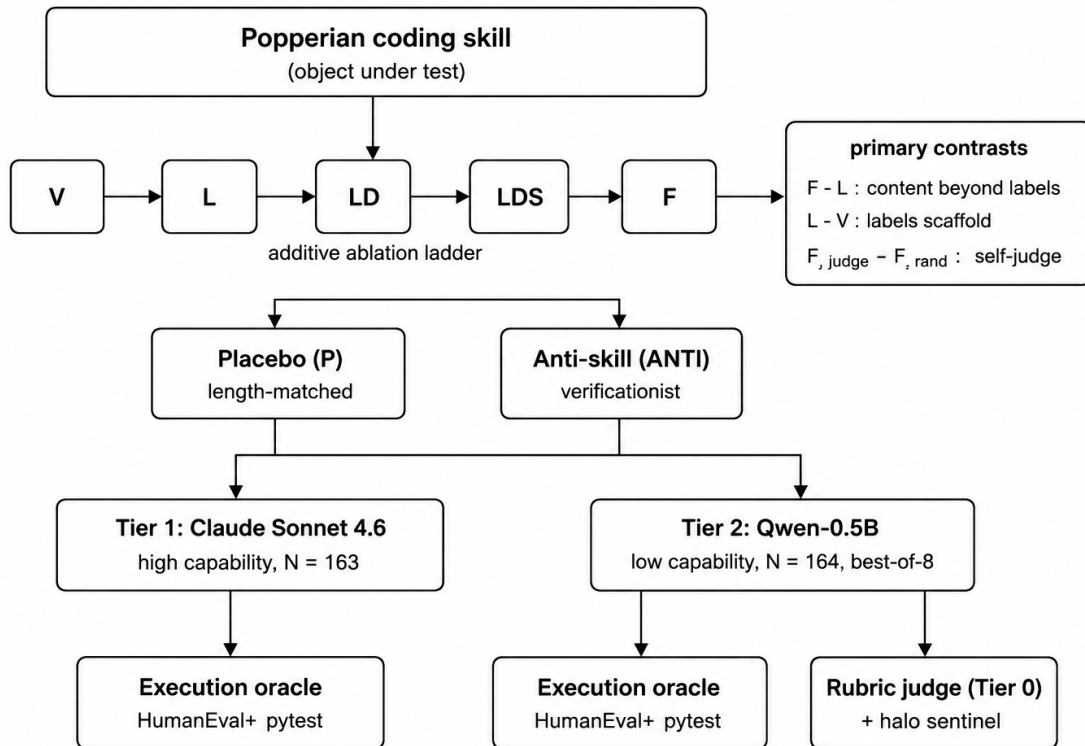 Popperian coding skill
(object under test)
V
L
LD
LDS
F
additive ablation ladder
primary contrasts
F - L : content beyond labels
L - V : labels scaffold
F, judge − F, rand : self-judge
Placebo (P)
length-matched
Anti-skill (ANTI)
verificationist
Tier 1: Claude Sonnet 4.6
high capability, N = 163
Tier 2: Qwen-0.5B
low capability, N = 164, best-of-8
Execution oracle
HumanEval+ pytest
Execution oracle
HumanEval+ pytest
Rubric judge (Tier 0)
+ halo sentinel